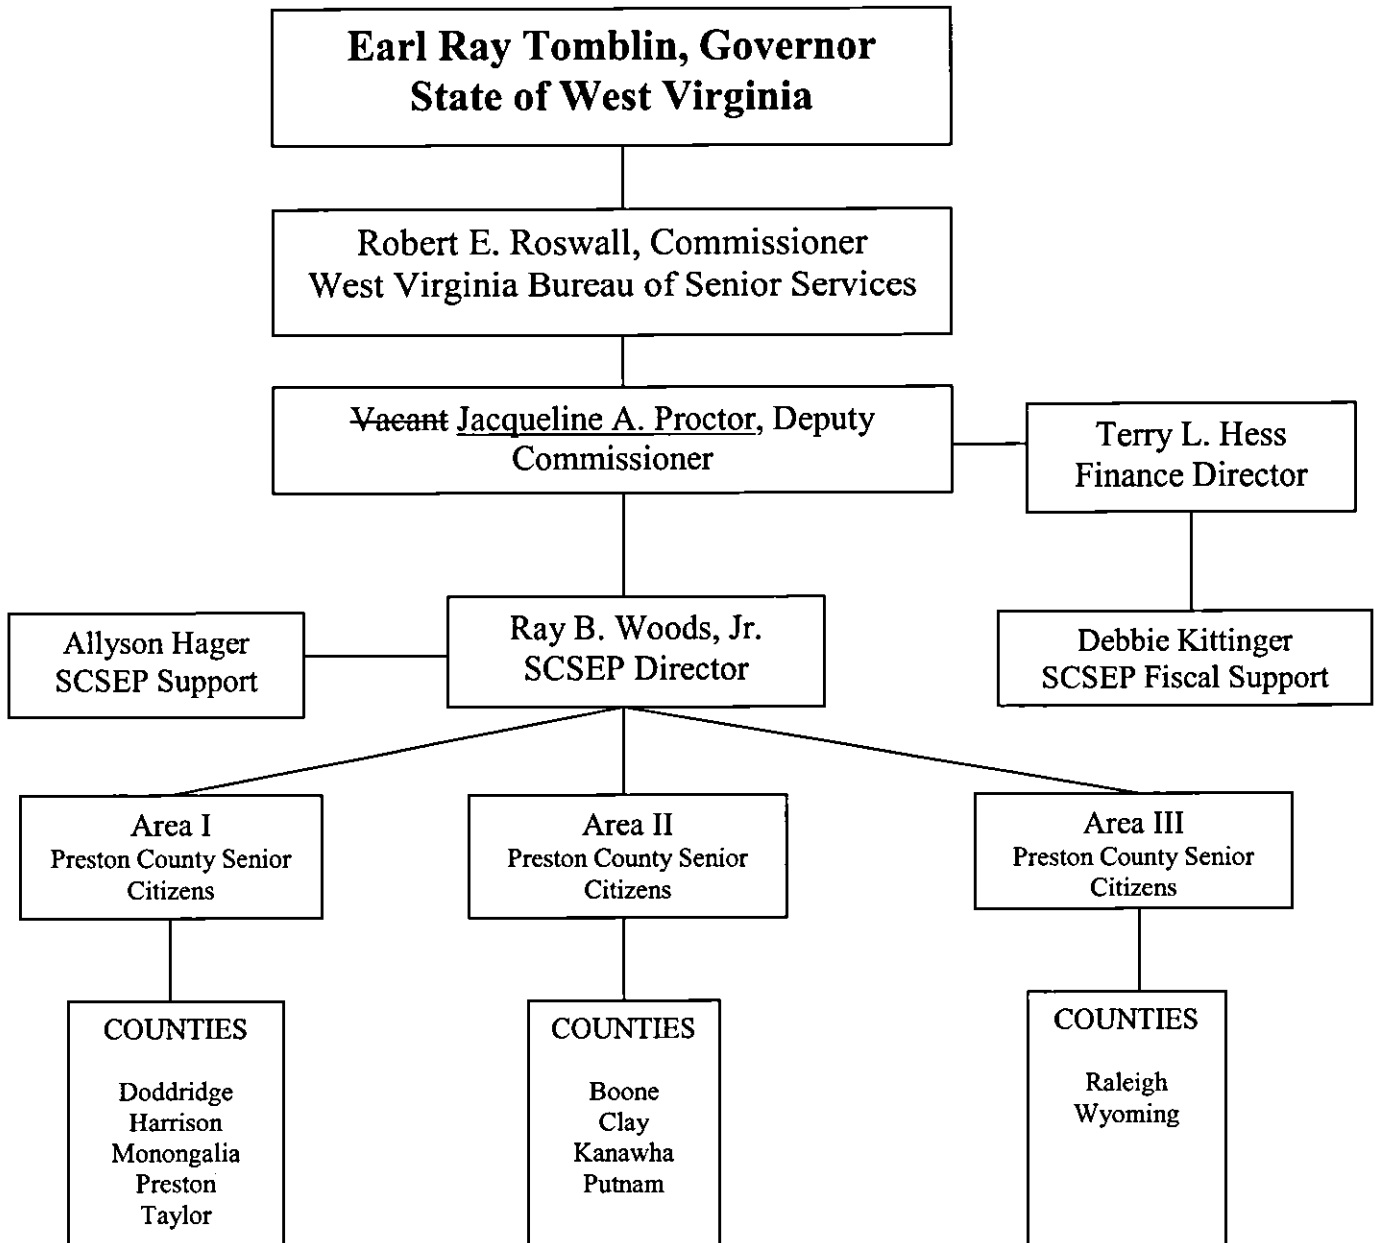 Earl Ray Tomblin, Governor
State of West Virginia
Robert E. Roswall, Commissioner
West Virginia Bureau of Senior Services
Vacant Jacqueline A. Proctor, Deputy
Commissioner
Terry L. Hess
Finance Director
Allyson Hager
SCSEP Support
Ray B. Woods, Jr.
SCSEP Director
Debbie Kittinger
SCSEP Fiscal Support
Area I
Preston County Senior
Citizens
Area II
Preston County Senior
Citizens
Area III
Preston County Senior
Citizens
COUNTIES
Doddridge
Harrison
Monongalia
Preston
Taylor
COUNTIES
Boone
Clay
Kanawha
Putnam
COUNTIES
Raleigh
Wyoming